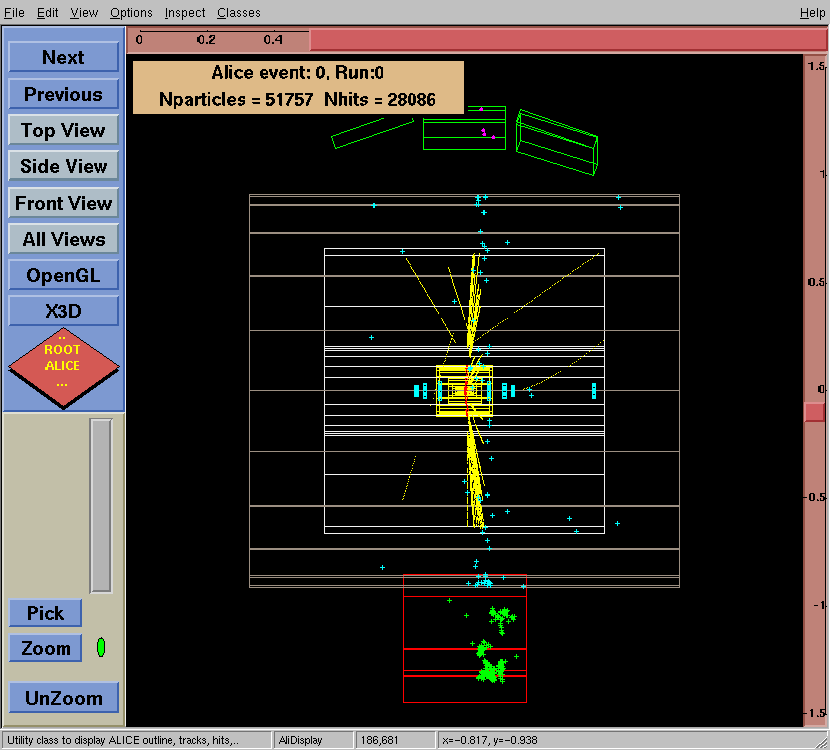 File Edit View Options Inspect Classes Help
Next
Previous
Top View
Side View
Front View
All Views
OpenGL
X3D
..
ROOT
ALICE
...
Pick
Zoom
UnZoom
0 0.2 0.4
Alice event: 0, Run:0
Nparticles = 51757 Nhits = 28086
1.5
1
0.5
0
-0.5
-1
-1.5
Utility class to display ALICE outline, tracks, hits,.. AliDisplay 186,681 x=-0.817, y=-0.938